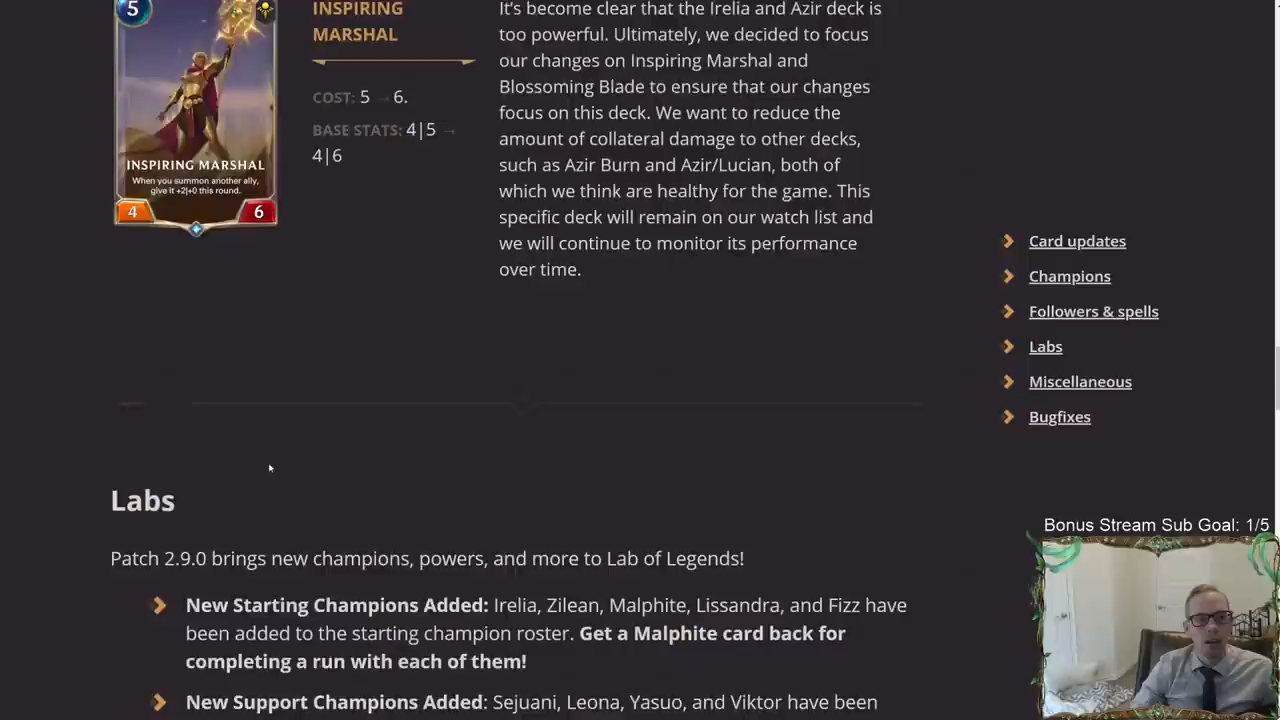 5
INSPIRING MARSHAL
When you summon another ally,
give it +2|+0 this round.
4
6
INSPIRING
MARSHAL
COST: 5 → 6.
BASE STATS: 4|5 →
4|6
It's become clear that the Irelia and Azir deck is
too powerful. Ultimately, we decided to focus
our changes on Inspiring Marshal and
Blossoming Blade to ensure that our changes
focus on this deck. We want to reduce the
amount of collateral damage to other decks,
such as Azir Burn and Azir/Lucian, both of
which we think are healthy for the game. This
specific deck will remain on our watch list and
we will continue to monitor its performance
over time.
Card updates
Champions
Followers & spells
Labs
Miscellaneous
Bugfixes
Labs
Patch 2.9.0 brings new champions, powers, and more to Lab of Legends!
New Starting Champions Added: Irelia, Zilean, Malphite, Lissandra, and Fizz have
been added to the starting champion roster. Get a Malphite card back for
completing a run with each of them!
New Support Champions Added: Sejuani, Leona, Yasuo, and Viktor have been
Bonus Stream Sub Goal: 1/5